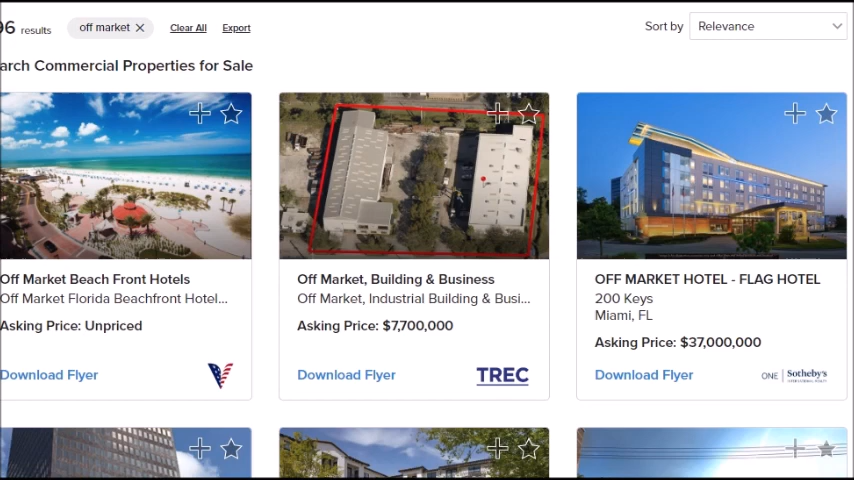 96 results
off market
Clear All
Export
Sort by
Relevance
arch Commercial Properties for Sale
Off Market Beach Front Hotels
Off Market Florida Beachfront Hotel...
Asking Price: Unpriced
Download Flyer
Off Market, Building & Business
Off Market, Industrial Building & Busi...
Asking Price: $7,700,000
Download Flyer
TREC
OFF MARKET HOTEL - FLAG HOTEL
200 Keys
Miami, FL
Asking Price: $37,000,000
Download Flyer
ONE Sotheby's